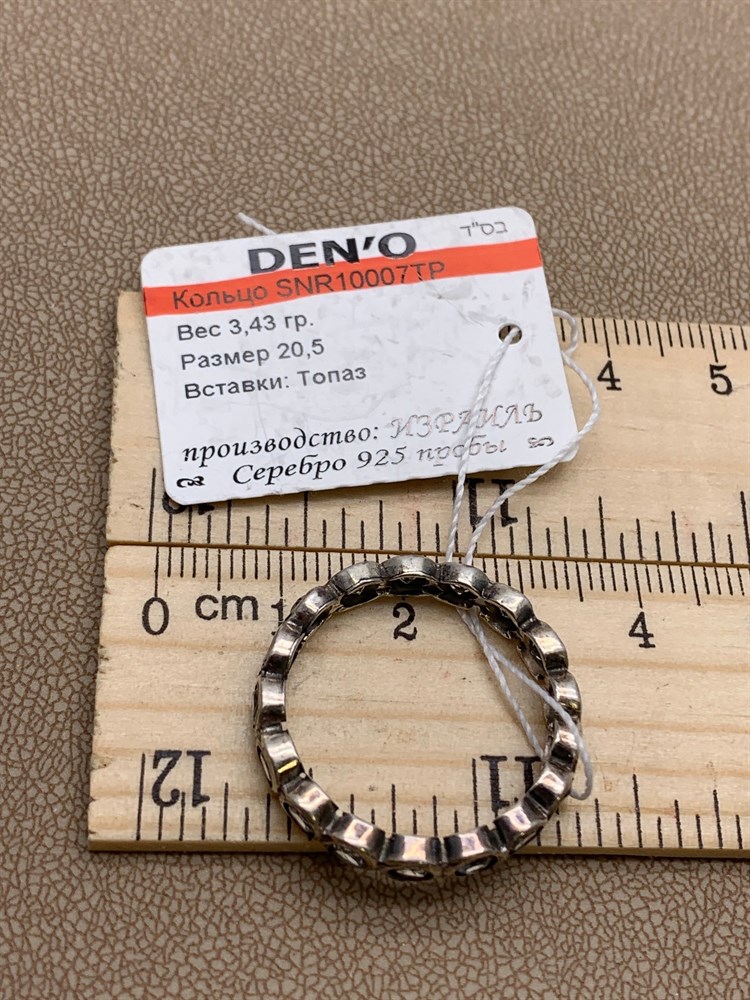 בס"ד
DEN'O
Кольцо SNR10007TP
Вес 3,43 гр.
Размер 20,5
Вставки: Топаз
производство: ИЗРАИЛЬ
Серебро 925 пробы
4 5
11
0 cm 1 2 4
12 11